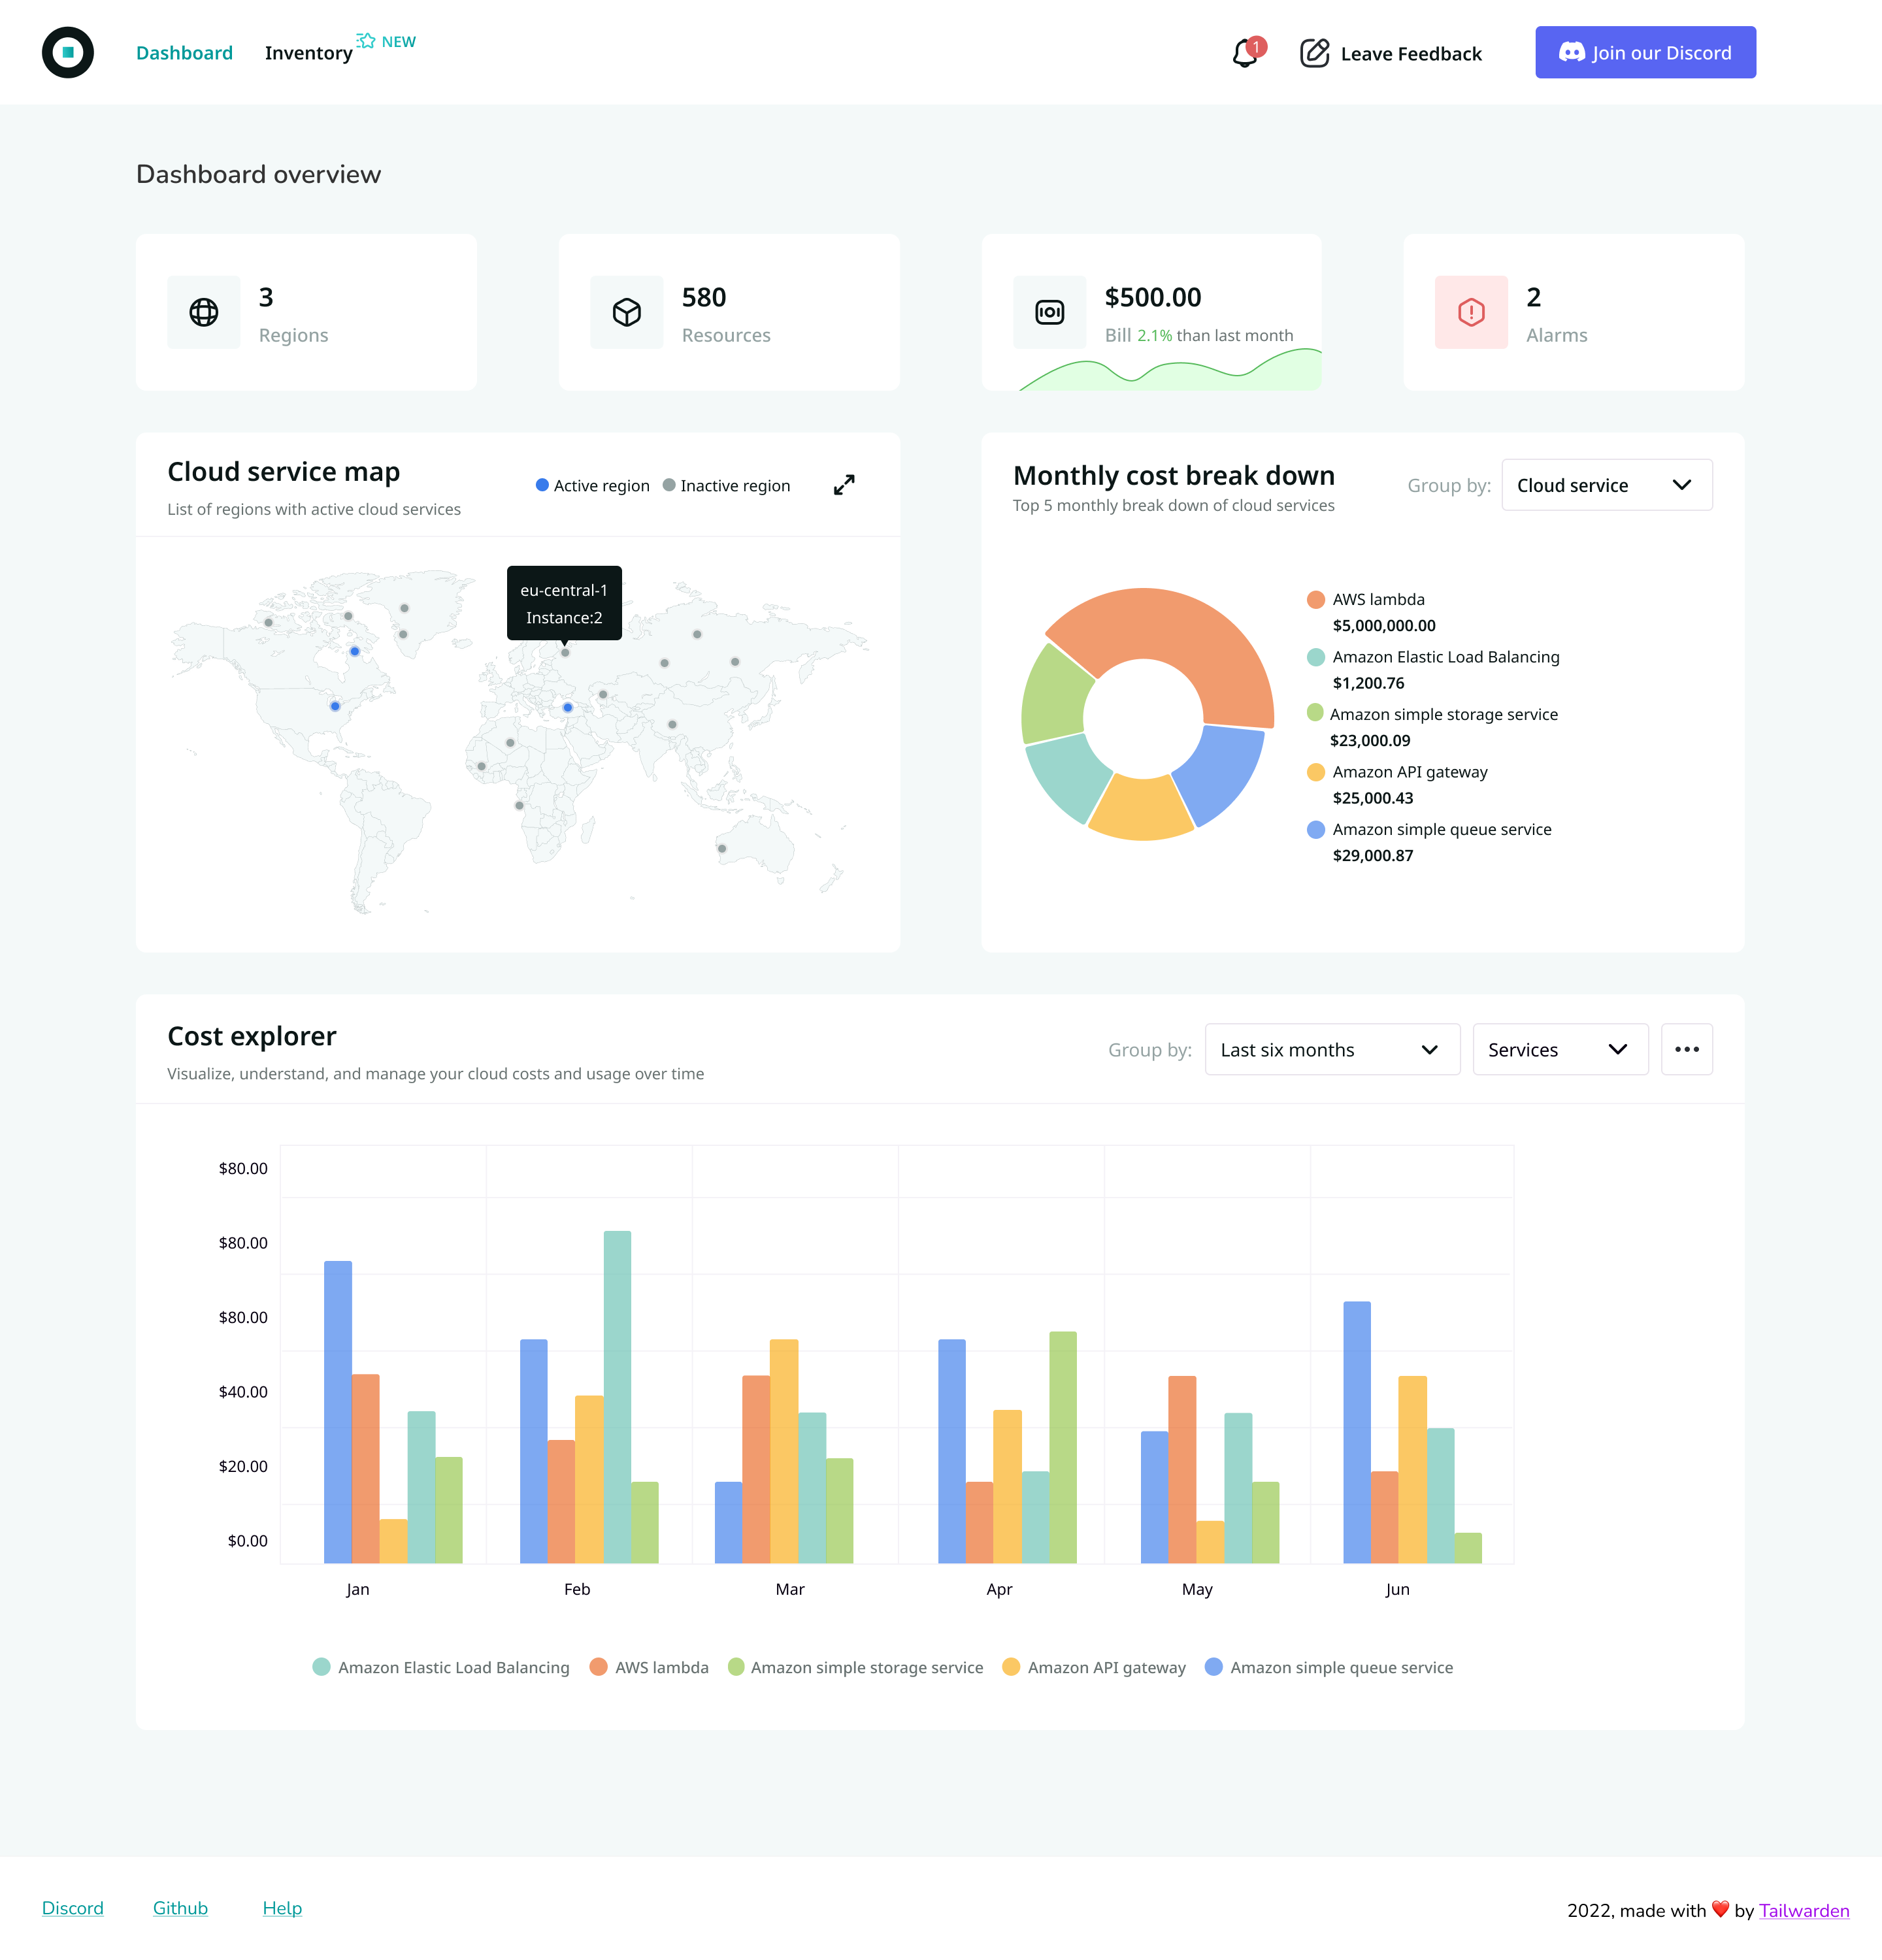 Dashboard
Inventory
NEW
1
Leave Feedback
Join our Discord
Dashboard overview
3
Regions
580
Resources
$500.00
Bill 2.1% than last month
2
Alarms
Cloud service map
List of regions with active cloud services
Active region
Inactive region
eu-central-1
Instance:2
Monthly cost break down
Top 5 monthly break down of cloud services
Group by:
Cloud service
AWS lambda
$5,000,000.00
Amazon Elastic Load Balancing
$1,200.76
Amazon simple storage service
$23,000.09
Amazon API gateway
$25,000.43
Amazon simple queue service
$29,000.87
Cost explorer
Visualize, understand, and manage your cloud costs and usage over time
Group by:
Last six months
Services
$80.00
$80.00
$80.00
$40.00
$20.00
$0.00
Jan
Feb
Mar
Apr
May
Jun
Amazon Elastic Load Balancing
AWS lambda
Amazon simple storage service
Amazon API gateway
Amazon simple queue service
Discord
Github
Help
2022, made with ❤️ by Tailwarden